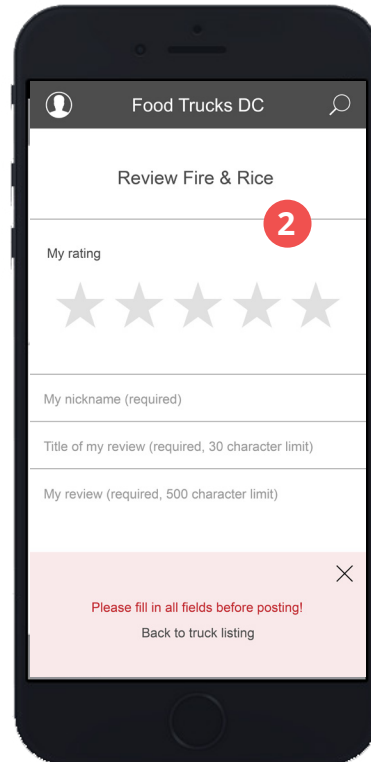 Food Trucks DC
Review Fire & Rice
2
My rating
My nickname (required)
Title of my review (required, 30 character limit)
My review (required, 500 character limit)
Please fill in all fields before posting!
Back to truck listing